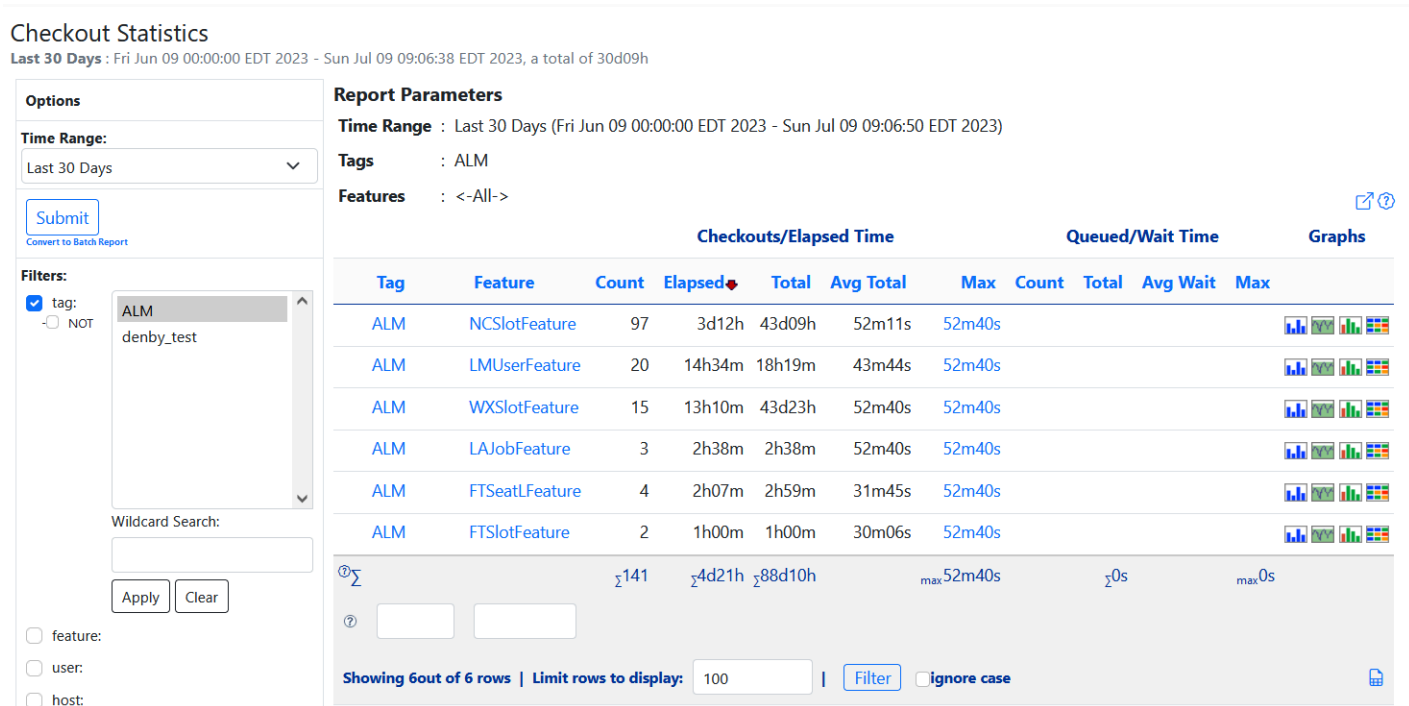 Checkout Statistics
Last 30 Days : Fri Jun 09 00:00:00 EDT 2023 - Sun Jul 09 09:06:38 EDT 2023, a total of 30d09h
Options
Time Range:
Last 30 Days
Submit
Convert to Batch Report
Filters:
tag:
- NOT
ALM
denby_test
Wildcard Search:
Apply Clear
feature:
user:
host:
Report Parameters
Time Range : Last 30 Days (Fri Jun 09 00:00:00 EDT 2023 - Sun Jul 09 09:06:50 EDT 2023)
Tags : ALM
Features : <-All->
Checkouts/Elapsed Time Queued/Wait Time Graphs
Tag Feature Count Elapsed Total Avg Total Max Count Total Avg Wait Max
ALM NCSlotFeature 97 3d12h 43d09h 52m11s 52m40s
ALM LMUserFeature 20 14h34m 18h19m 43m44s 52m40s
ALM WXSlotFeature 15 13h10m 43d23h 52m40s 52m40s
ALM LAJobFeature 3 2h38m 2h38m 52m40s 52m40s
ALM FTSeatLFeature 4 2h07m 2h59m 31m45s 52m40s
ALM FTSlotFeature 2 1h00m 1h00m 30m06s 52m40s
?∑ ∑141 ∑4d21h ∑88d10h max52m40s ∑0s max0s
?
Showing 6out of 6 rows | Limit rows to display: 100 | Filter ignore case